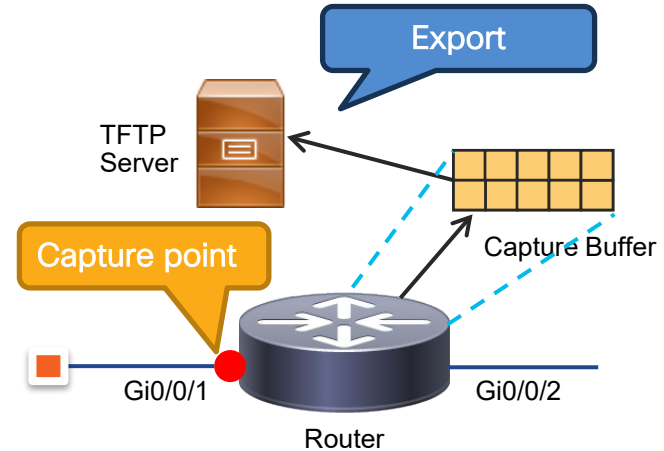 Export
TFTP
Server
Capture Buffer
Capture point
Gi0/0/1
Gi0/0/2
Router